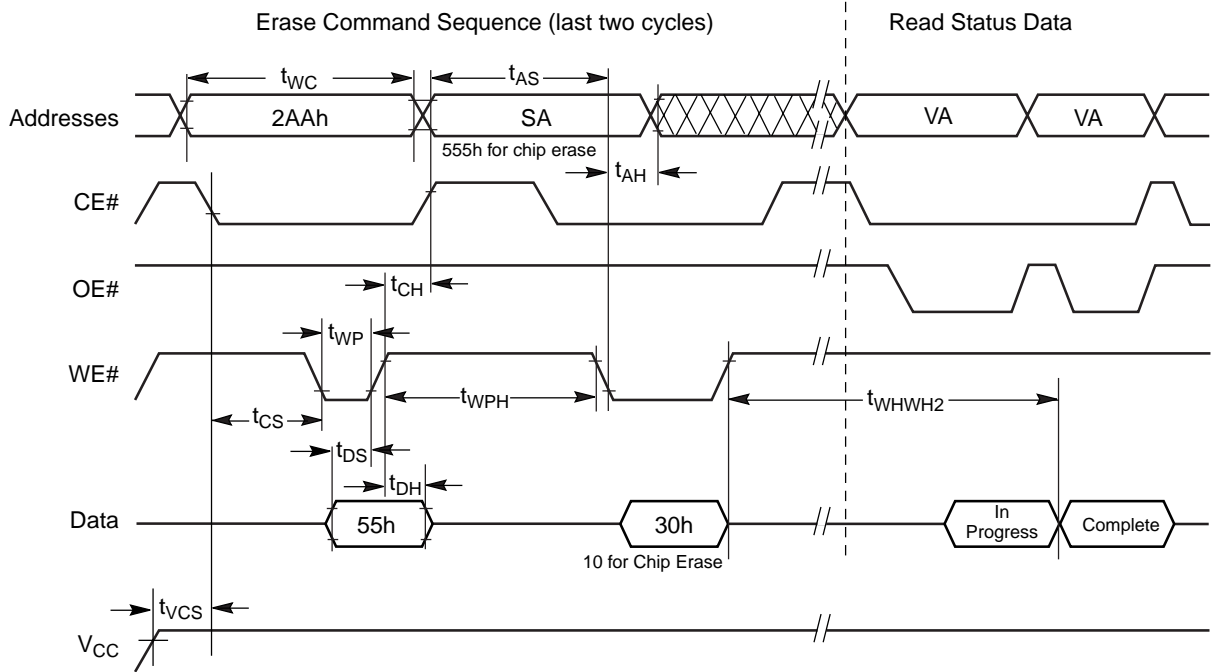 Erase Command Sequence (last two cycles)
Read Status Data
tWC
tAS
Addresses
2AAh
SA
VA
VA
555h for chip erase
tAH
CE#
OE#
tCH
tWP
WE#
tWPH
tWHWH2
tCS
tDS
tDH
Data
55h
30h
In
Progress
Complete
10 for Chip Erase
tVCS
VCC